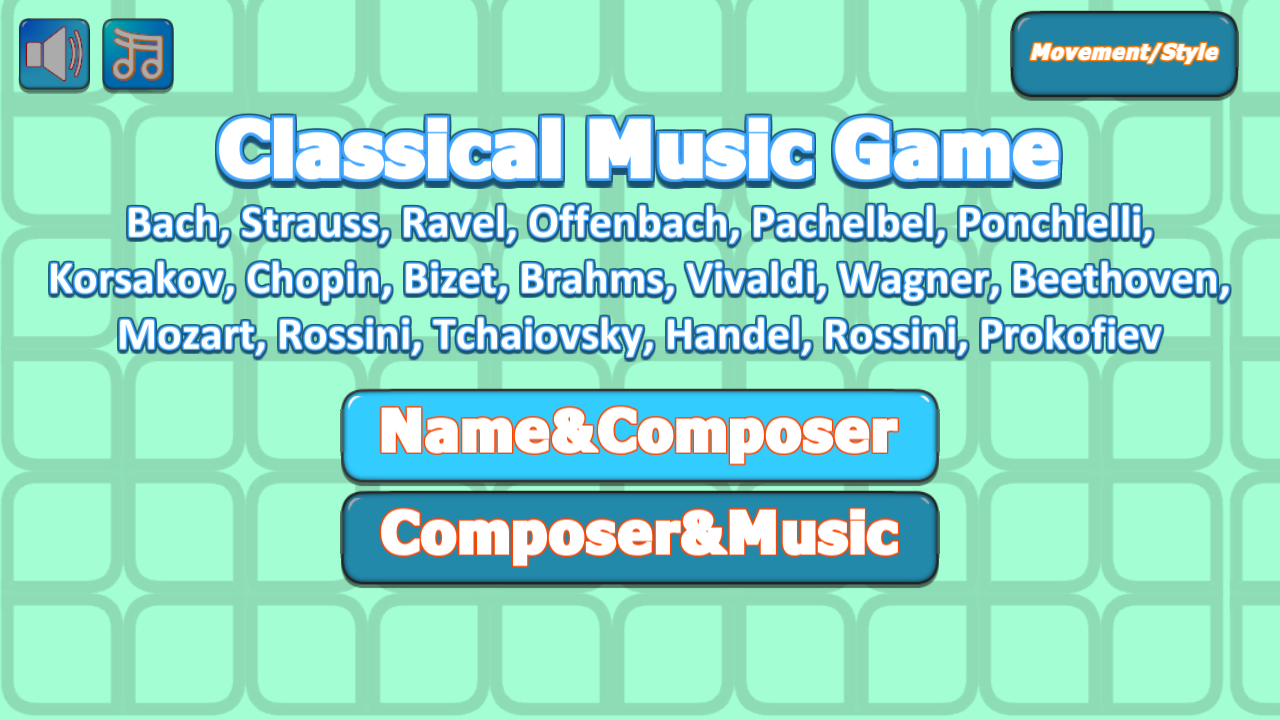 Movement/Style
Classical Music Game
Bach, Strauss, Ravel, Offenbach, Pachelbel, Ponchielli,
Korsakov, Chopin, Bizet, Brahms, Vivaldi, Wagner, Beethoven,
Mozart, Rossini, Tchaiovsky, Handel, Rossini, Prokofiev
Name&Composer
Composer&Music